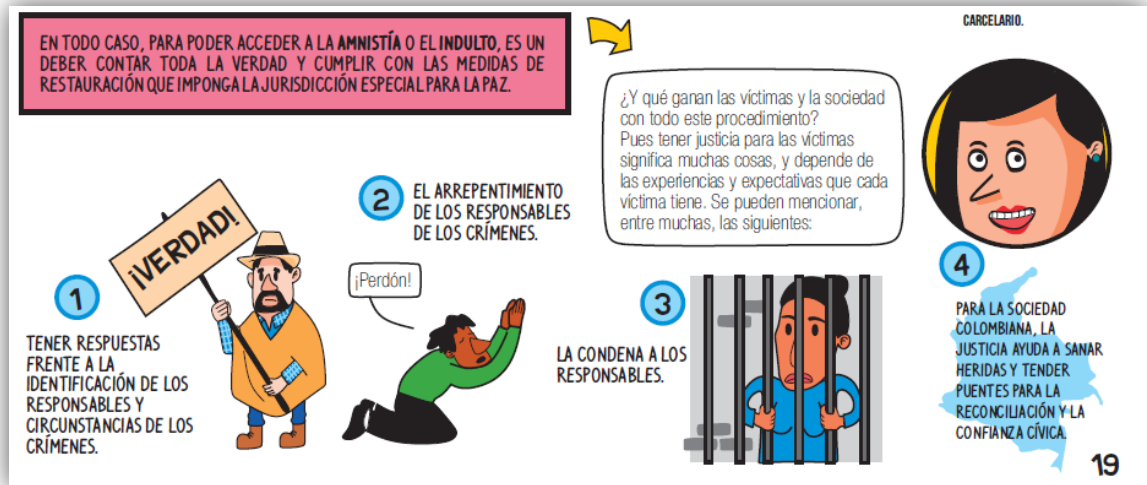 EN TODO CASO, PARA PODER ACCEDER A LA AMNISTÍA O EL INDULTO, ES UN
DEBER CONTAR TODA LA VERDAD Y CUMPLIR CON LAS MEDIDAS DE
RESTAURACIÓN QUE IMPONGA LA JURISDICCIÓN ESPECIAL PARA LA PAZ.
CARCELARIO.
¿Y qué ganan las víctimas y la sociedad
con todo este procedimiento?
Pues tener justicia para las víctimas
significa muchas cosas, y depende de
las experiencias y expectativas que cada
víctima tiene. Se pueden mencionar,
entre muchas, las siguientes:
¡VERDAD!
1
TENER RESPUESTAS
FRENTE A LA
IDENTIFICACIÓN DE LOS
RESPONSABLES Y
CIRCUNSTANCIAS DE LOS
CRÍMENES.
2
EL ARREPENTIMIENTO
DE LOS RESPONSABLES
DE LOS CRÍMENES.
¡Perdón!
3
LA CONDENA A LOS
RESPONSABLES.
4
PARA LA SOCIEDAD
COLOMBIANA, LA
JUSTICIA AYUDA A SANAR
HERIDAS Y TENDER
PUENTES PARA LA
RECONCILIACIÓN Y LA
CONFIANZA CÍVICA.
19